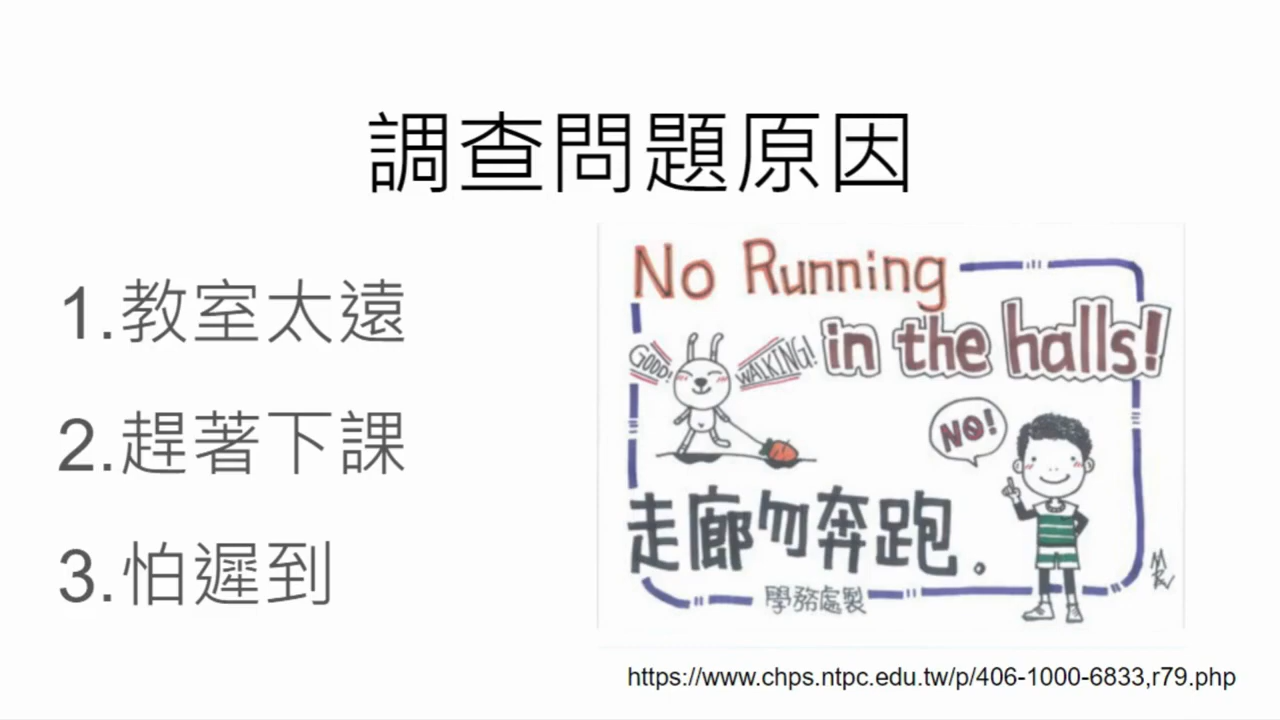 調查問題原因
1.教室太遠
2.趕著下課
3.怕遲到
No Running
in the halls!
GOOD!
WALKING!
NO!
走廊勿奔跑。
學務處製
https://www.chps.ntpc.edu.tw/p/406-1000-6833,r79.php